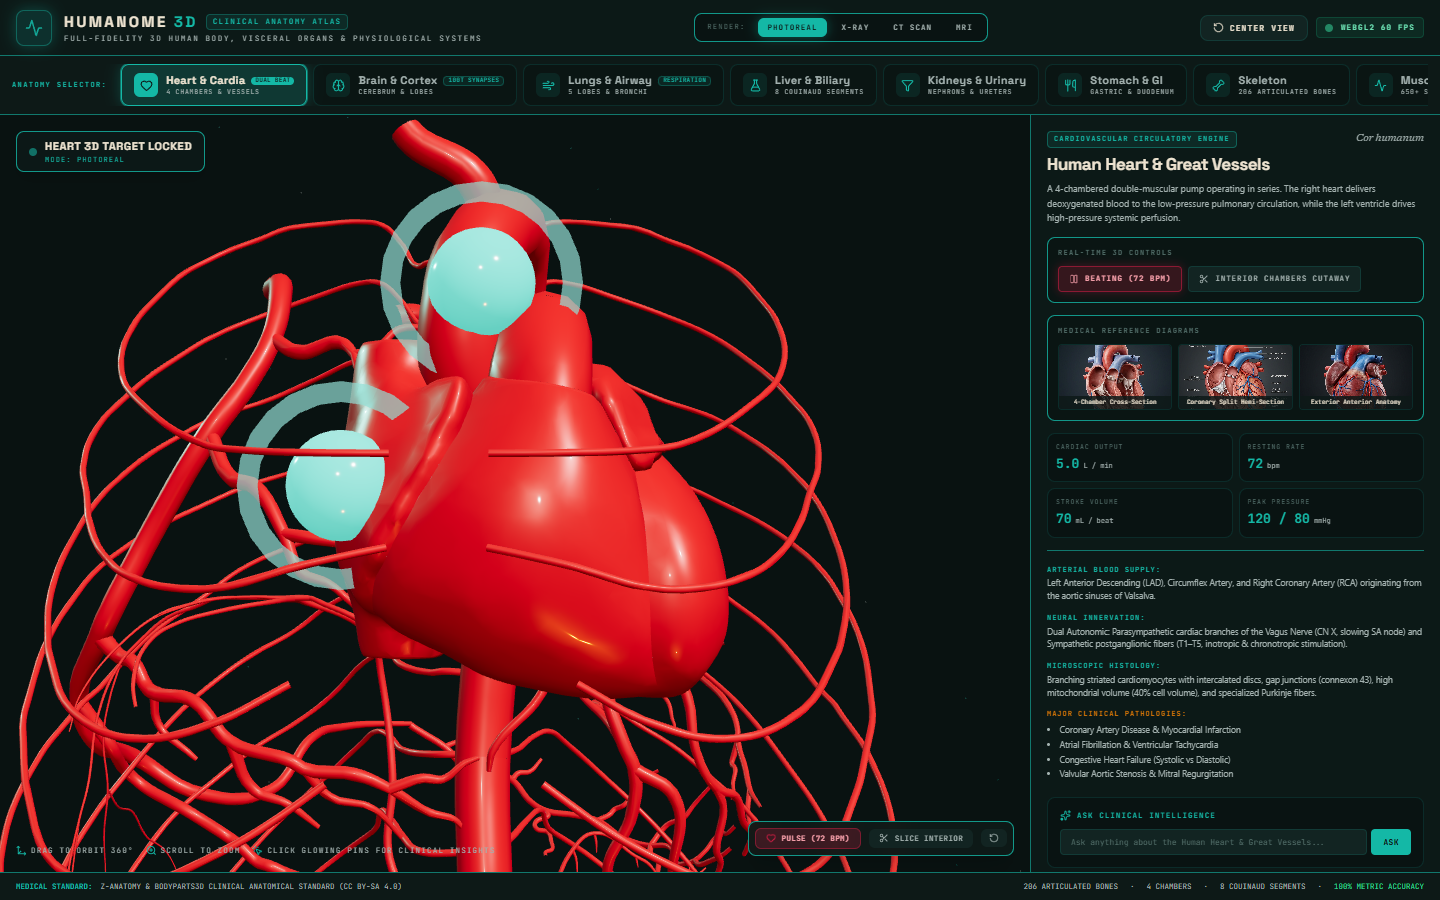 HUMANOME 3D CLINICAL ANATOMY ATLAS
FULL-FIDELITY 3D HUMAN BODY, VISCERAL ORGANS & PHYSIOLOGICAL SYSTEMS
RENDER: PHOTOREAL X-RAY CT SCAN MRI
CENTER VIEW
WEBGL2 60 FPS
ANATOMY SELECTOR:
Heart & Cardia DUAL BEAT
4 CHAMBERS & VESSELS
Brain & Cortex 100T SYNAPSES
CEREBRUM & LOBES
Lungs & Airway RESPIRATION
5 LOBES & BRONCHI
Liver & Biliary
8 COUINAUD SEGMENTS
Kidneys & Urinary
NEPHRONS & URETERS
Stomach & GI
GASTRIC & DUODENUM
Skeleton
206 ARTICULATED BONES
Musc
650+ S
HEART 3D TARGET LOCKED
MODE: PHOTOREAL
DRAG TO ORBIT 360° SCROLL TO ZOOM CLICK GLOWING PINS FOR CLINICAL INSIGHTS
PULSE (72 BPM) SLICE INTERIOR
CARDIOVASCULAR CIRCULATORY ENGINE
Cor humanum
Human Heart & Great Vessels
A 4-chambered double-muscular pump operating in series. The right heart delivers
deoxygenated blood to the low-pressure pulmonary circulation, while the left ventricle drives
high-pressure systemic perfusion.
REAL-TIME 3D CONTROLS
BEATING (72 BPM) INTERIOR CHAMBERS CUTAWAY
MEDICAL REFERENCE DIAGRAMS
4-Chamber Cross-Section
Coronary Split Hemi-Section
Exterior Anterior Anatomy
CARDIAC OUTPUT
5.0 L / min
RESTING RATE
72 bpm
STROKE VOLUME
70 mL / beat
PEAK PRESSURE
120 / 80 mmHg
ARTERIAL BLOOD SUPPLY:
Left Anterior Descending (LAD), Circumflex Artery, and Right Coronary Artery (RCA) originating from
the aortic sinuses of Valsalva.
NEURAL INNERVATION:
Dual Autonomic: Parasympathetic cardiac branches of the Vagus Nerve (CN X, slowing SA node) and
Sympathetic postganglionic fibers (T1–T5, inotropic & chronotropic stimulation).
MICROSCOPIC HISTOLOGY:
Branching striated cardiomyocytes with intercalated discs, gap junctions (connexon 43), high
mitochondrial volume (40% cell volume), and specialized Purkinje fibers.
MAJOR CLINICAL PATHOLOGIES:
• Coronary Artery Disease & Myocardial Infarction
• Atrial Fibrillation & Ventricular Tachycardia
• Congestive Heart Failure (Systolic vs Diastolic)
• Valvular Aortic Stenosis & Mitral Regurgitation
ASK CLINICAL INTELLIGENCE
Ask anything about the Human Heart & Great Vessels...
ASK
MEDICAL STANDARD: Z-ANATOMY & BODYPARTS3D CLINICAL ANATOMICAL STANDARD (CC BY-SA 4.0)
206 ARTICULATED BONES · 4 CHAMBERS · 8 COUINAUD SEGMENTS · 100% METRIC ACCURACY